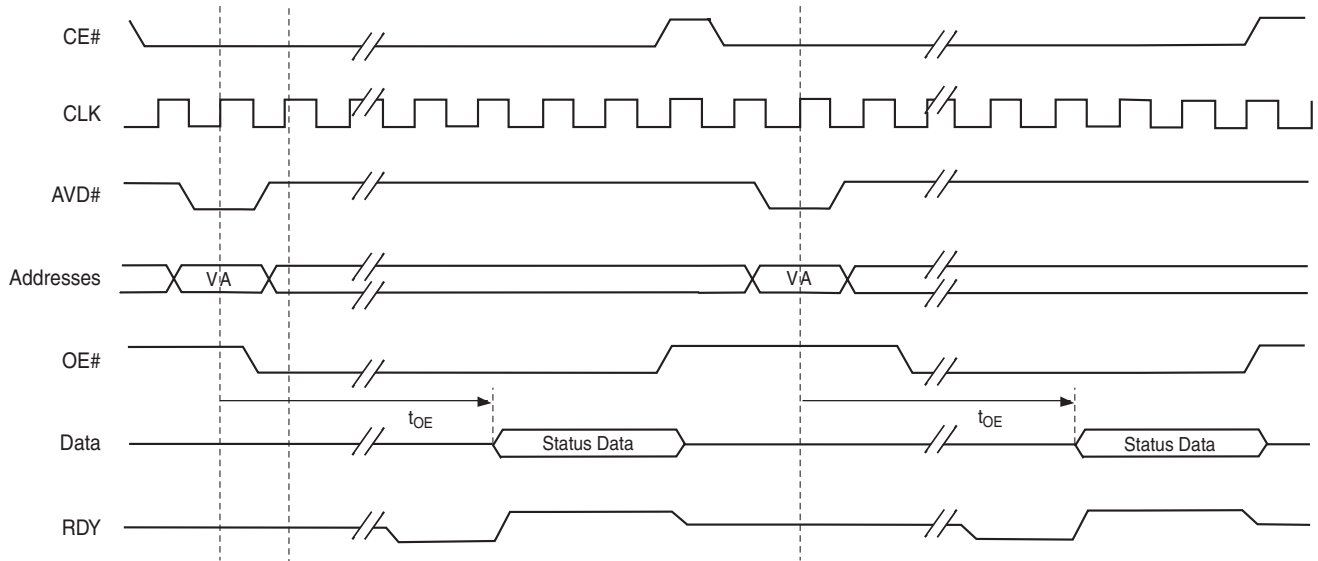 CE#
CLK
AVD#
Addresses VA VA
OE#
tOE tOE
Data Status Data Status Data
RDY